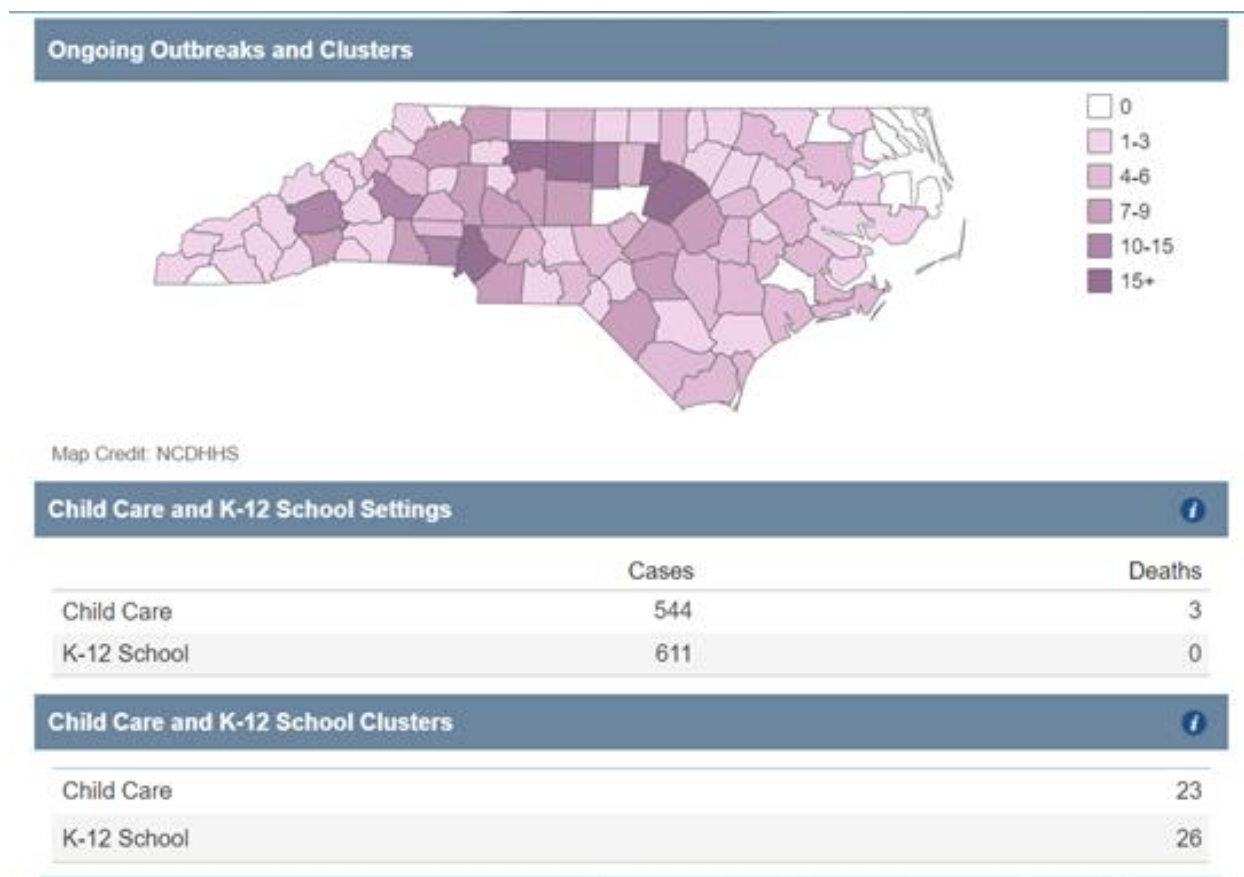 Ongoing Outbreaks and Clusters
0
1-3
4-6
7-9
10-15
15+
Map Credit: NCDHHS
Child Care and K-12 School Settings i
Cases Deaths
Child Care 544 3
K-12 School 611 0
Child Care and K-12 School Clusters i
Child Care 23
K-12 School 26